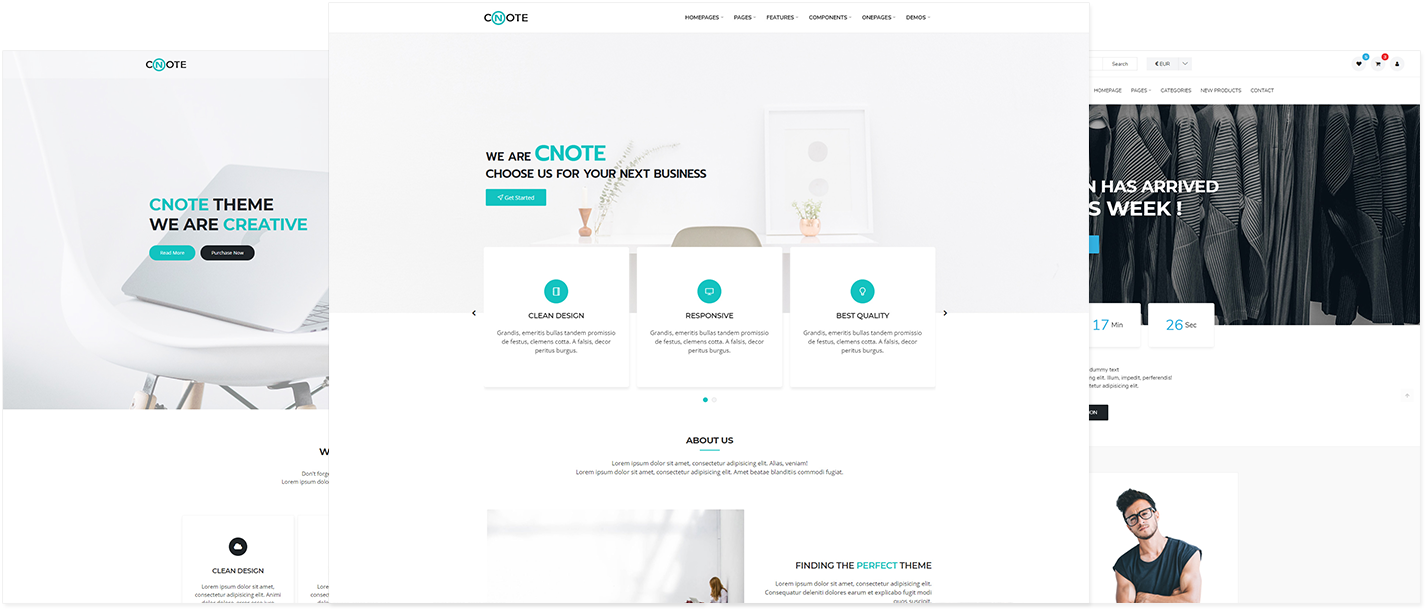 CNOTE
CNOTE THEME
WE ARE CREATIVE
Read More
Purchase Now
Don't
Lorem ipsum
CLEAN DESIGN
Lorem ipsum dolor sit amet,
consectetur adipisicing elit. Animi
CNOTE
HOMEPAGES PAGES FEATURES COMPONENTS ONEPAGES DEMOS
WE ARE CNOTE
CHOOSE US FOR YOUR NEXT BUSINESS
Get Started
CLEAN DESIGN
Grandis, emeritis bullas tandem promissio
de festus, clemens cotta. A falsis, decor
peritus burgus.
RESPONSIVE
Grandis, emeritis bullas tandem promissio
de festus, clemens cotta. A falsis, decor
peritus burgus.
BEST QUALITY
Grandis, emeritis bullas tandem promissio
de festus, clemens cotta. A falsis, decor
peritus burgus.
ABOUT US
Lorem ipsum dolor sit amet, consectetur adipisicing elit. Alias, veniam!
Lorem ipsum dolor sit amet, consectetur adipisicing elit. Amet beatae blanditiis commodi fugiat.
FINDING THE PERFECT THEME
Lorem ipsum dolor sit amet, consectetur adipisicing elit.
Consequatur deleniti dolores earum et explicabo fugit modi
quos suscipit.
Search € EUR
HOMEPAGE PAGES CATEGORIES NEW PRODUCTS CONTACT
N HAS ARRIVED
S WEEK !
17 Min 26 Sec
dummy text
elit. Illum, impedit, perferendis!
adipisicing elit.
ON